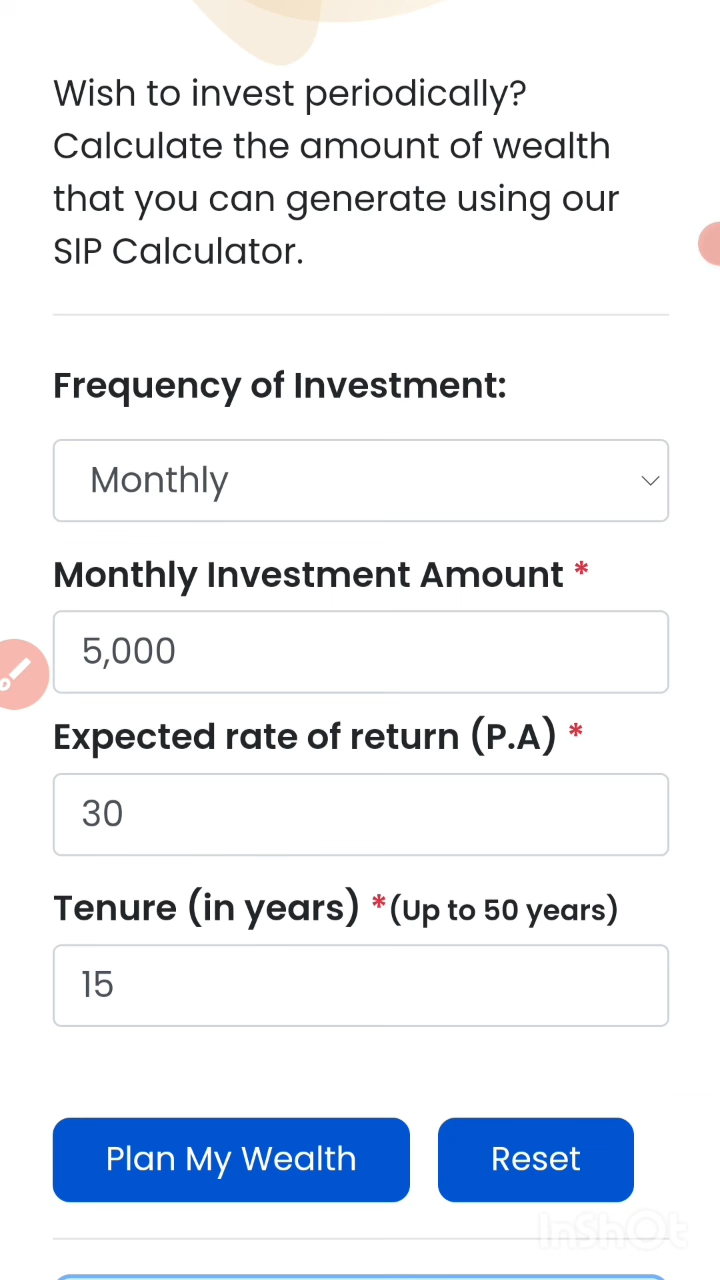 Wish to invest periodically?
Calculate the amount of wealth
that you can generate using our
SIP Calculator.
Frequency of Investment:
Monthly
Monthly Investment Amount *
5,000
Expected rate of return (P.A) *
30
Tenure (in years) *(Up to 50 years)
15
Plan My Wealth Reset
InShOt